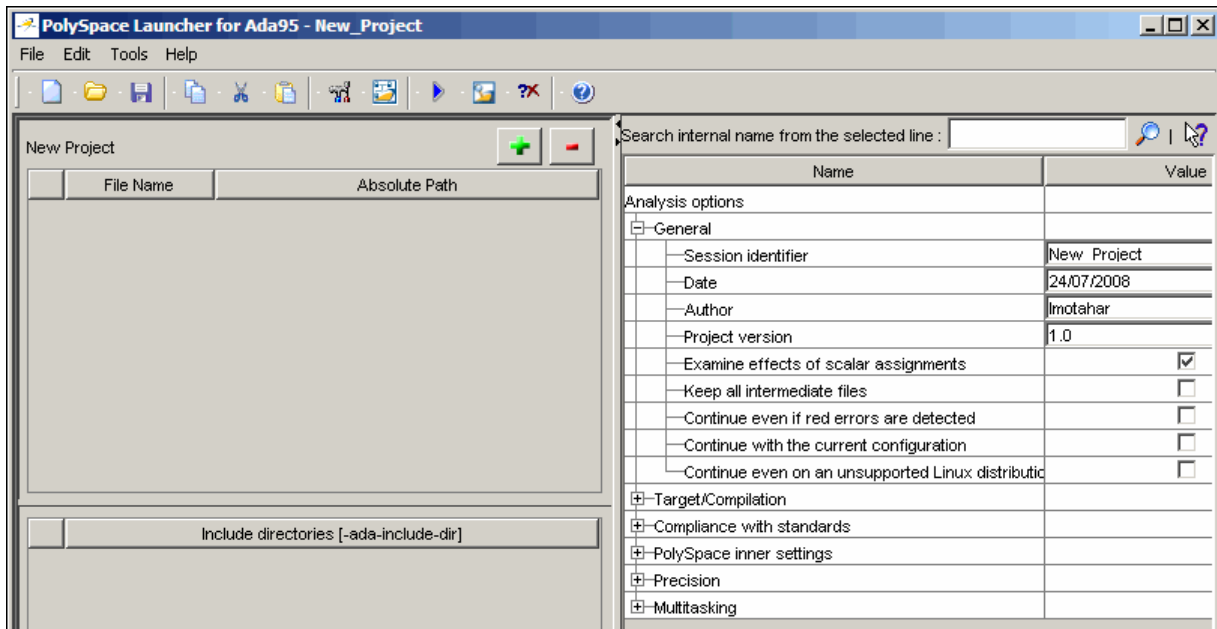 PolySpace Launcher for Ada95 - New_Project
File Edit Tools Help
New Project
File Name Absolute Path
Include directories [-ada-include-dir]
Search internal name from the selected line :
Name Value
Analysis options
General
Session identifier New Project
Date 24/07/2008
Author lmotahar
Project version 1.0
Examine effects of scalar assignments
Keep all intermediate files
Continue even if red errors are detected
Continue with the current configuration
Continue even on an unsupported Linux distributio
Target/Compilation
Compliance with standards
PolySpace inner settings
Precision
Multitasking